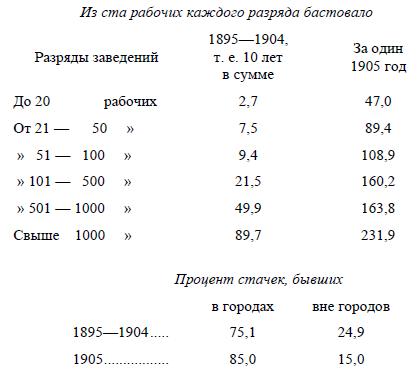 Из ста рабочих каждого разряда бастовало
Разряды заведений 1895—1904, т. е. 10 лет в сумме За один 1905 год
До 20 рабочих 2,7 47,0
От 21 — 50 » 7,5 89,4
» 51 — 100 » 9,4 108,9
» 101 — 500 » 21,5 160,2
» 501 — 1000 » 49,9 163,8
Свыше 1000 » 89,7 231,9
Процент стачек, бывших
в городах вне городов
1895—1904..... 75,1 24,9
1905................. 85,0 15,0